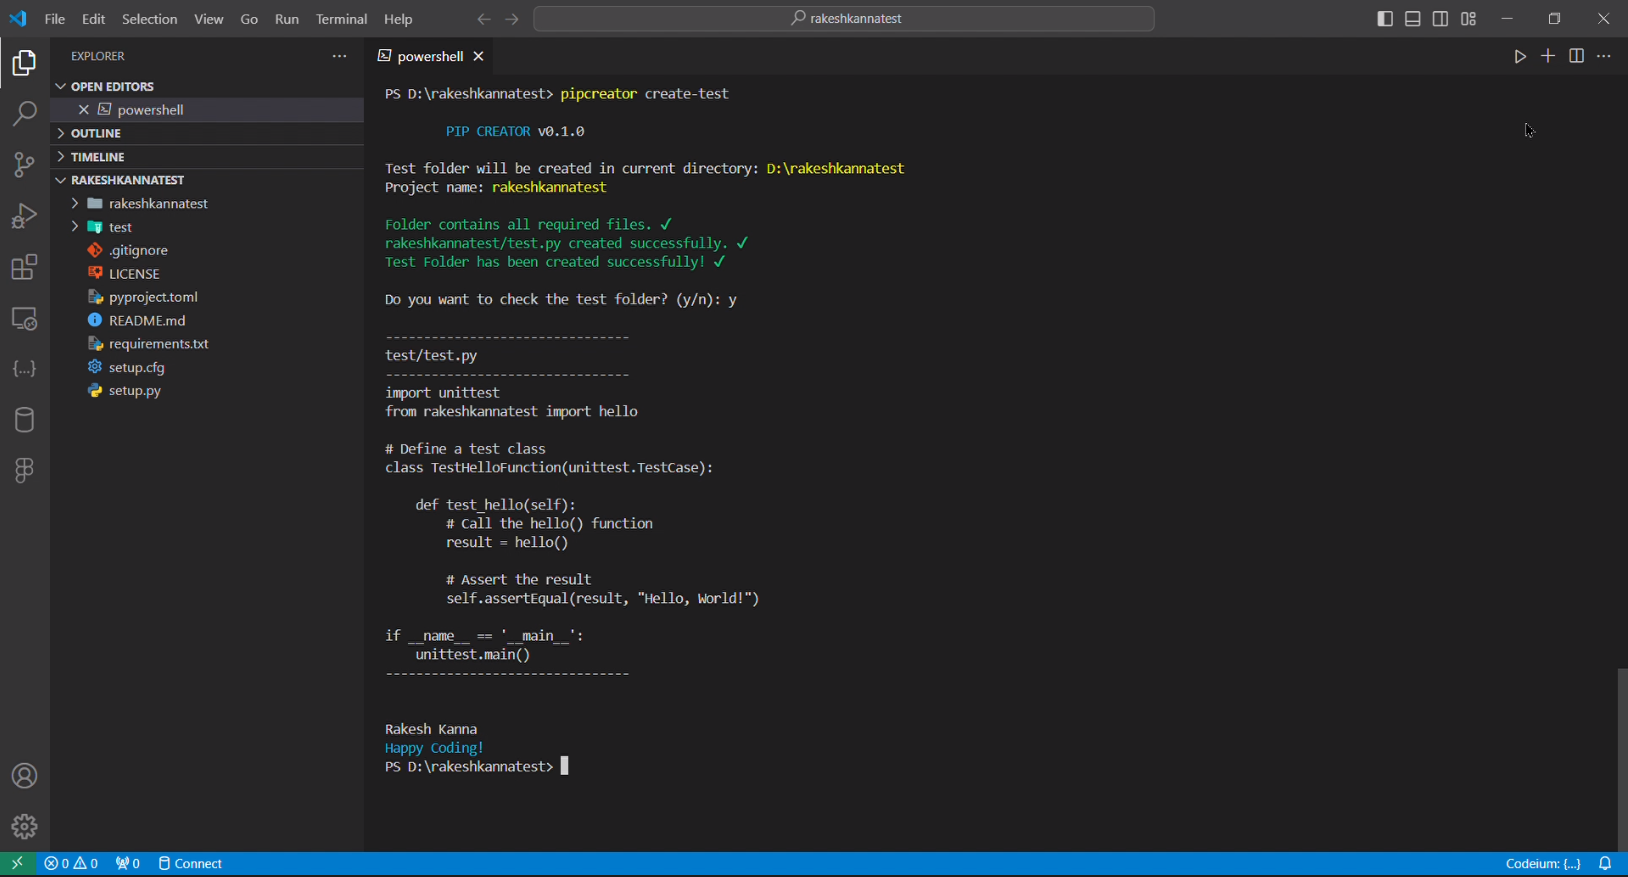 File Edit Selection View Go Run Terminal Help
rakeshkannatest
EXPLORER
OPEN EDITORS
powershell
OUTLINE
TIMELINE
RAKESHKANNATEST
rakeshkannatest
test
.gitignore
LICENSE
pyproject.toml
README.md
requirements.txt
setup.cfg
setup.py
powershell
PS D:\rakeshkannatest> pipcreator create-test
PIP CREATOR v0.1.0
Test folder will be created in current directory: D:\rakeshkannatest
Project name: rakeshkannatest
Folder contains all required files. ✓
rakeshkannatest/test.py created successfully. ✓
Test Folder has been created successfully! ✓
Do you want to check the test folder? (y/n): y
--------------------------------
test/test.py
--------------------------------
import unittest
from rakeshkannatest import hello
# Define a test class
class TestHelloFunction(unittest.TestCase):
def test_hello(self):
# Call the hello() function
result = hello()
# Assert the result
self.assertEqual(result, "Hello, World!")
if __name__ == '__main__':
unittest.main()
--------------------------------
Rakesh Kanna
Happy Coding!
PS D:\rakeshkannatest>
0 0 0 Connect
Codeium: {...}